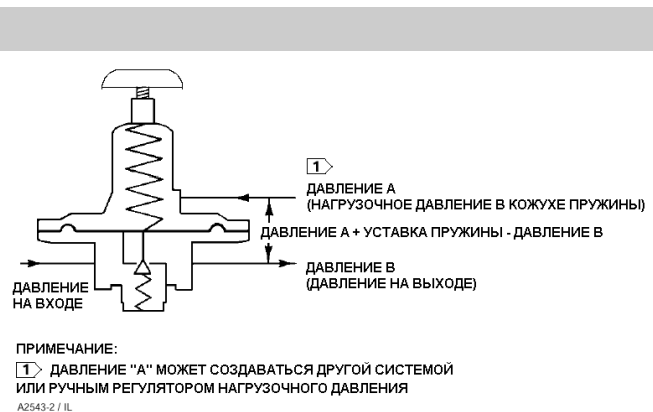 1
ДАВЛЕНИЕ А
(НАГРУЗОЧНОЕ ДАВЛЕНИЕ В КОЖУХЕ ПРУЖИНЫ)
ДАВЛЕНИЕ А + УСТАВКА ПРУЖИНЫ - ДАВЛЕНИЕ В
ДАВЛЕНИЕ В
(ДАВЛЕНИЕ НА ВЫХОДЕ)
ДАВЛЕНИЕ
НА ВХОДЕ
ПРИМЕЧАНИЕ:
1 ДАВЛЕНИЕ "А" МОЖЕТ СОЗДАВАТЬСЯ ДРУГОЙ СИСТЕМОЙ
ИЛИ РУЧНЫМ РЕГУЛЯТОРОМ НАГРУЗОЧНОГО ДАВЛЕНИЯ
A2543-2 / IL